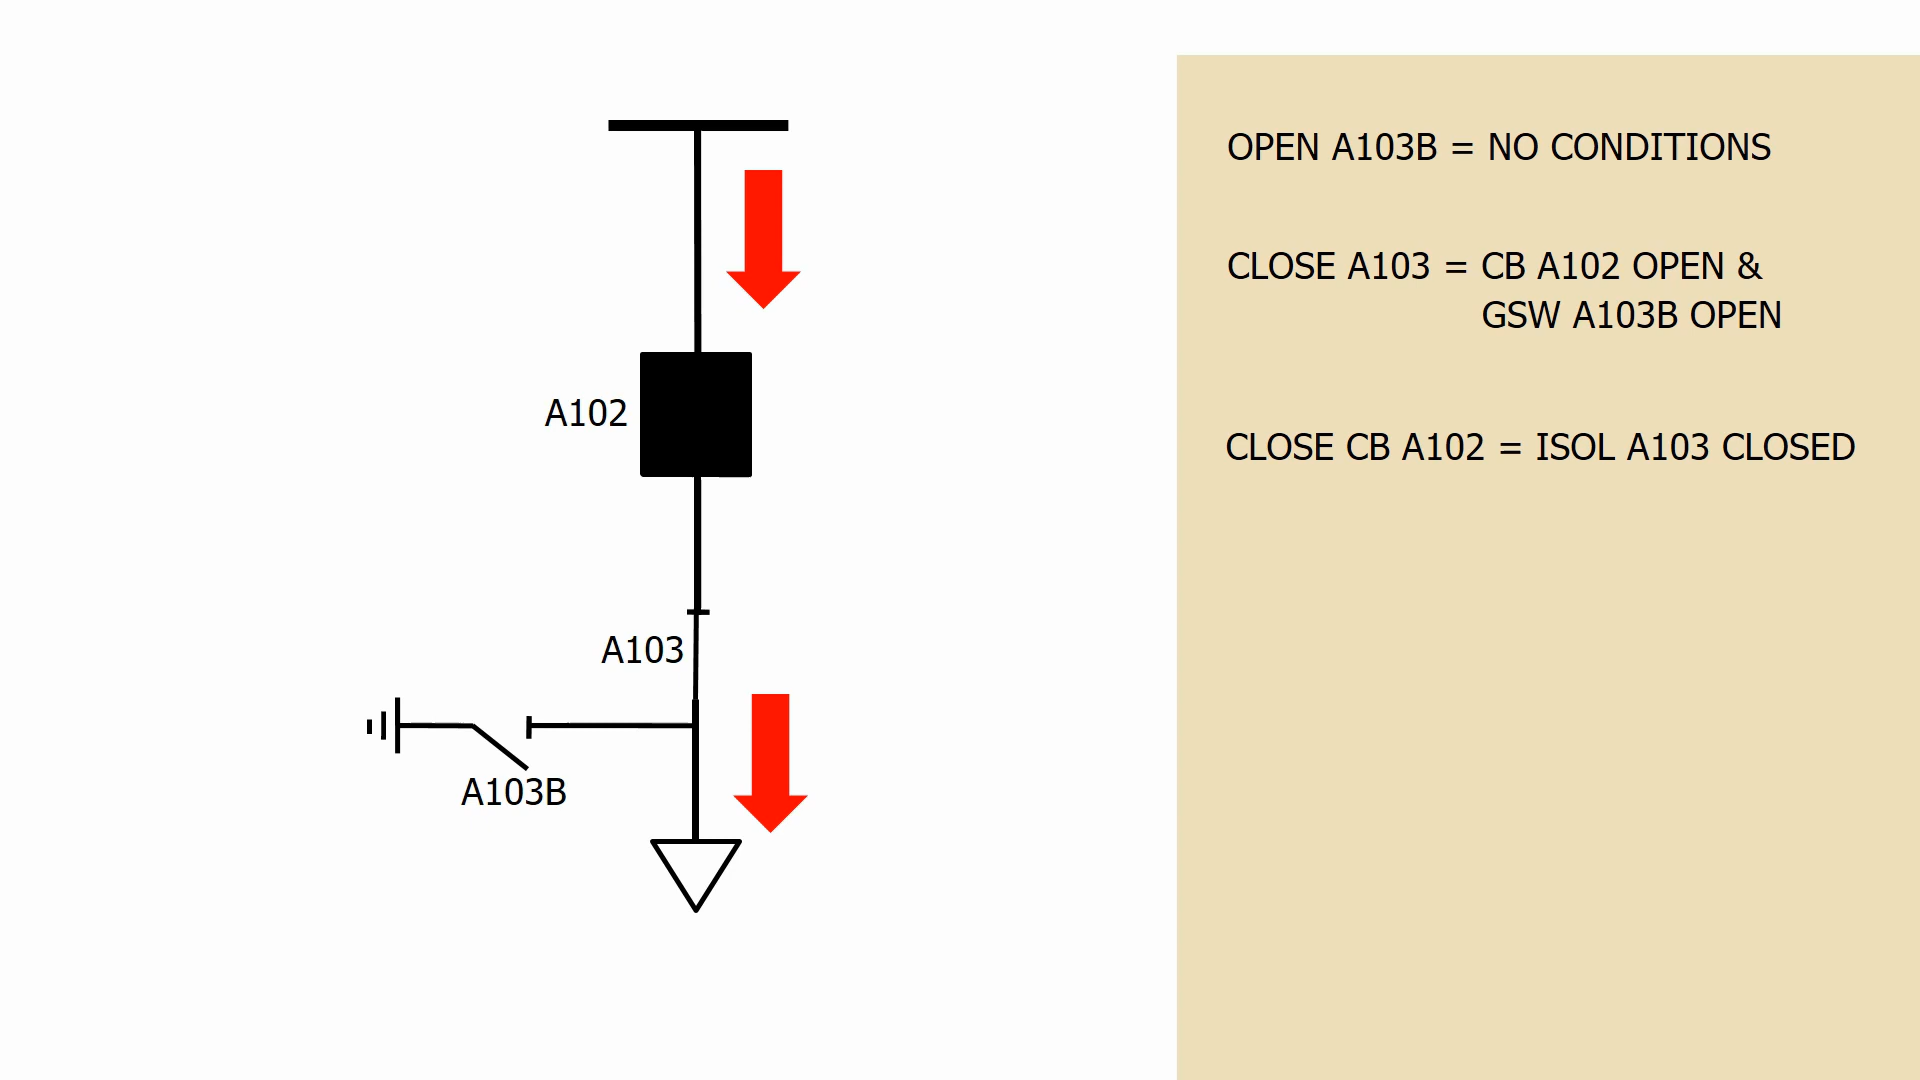 OPEN A103B = NO CONDITIONS
CLOSE A103 = CB A102 OPEN &
GSW A103B OPEN
CLOSE CB A102 = ISOL A103 CLOSED
A102
A103
A103B